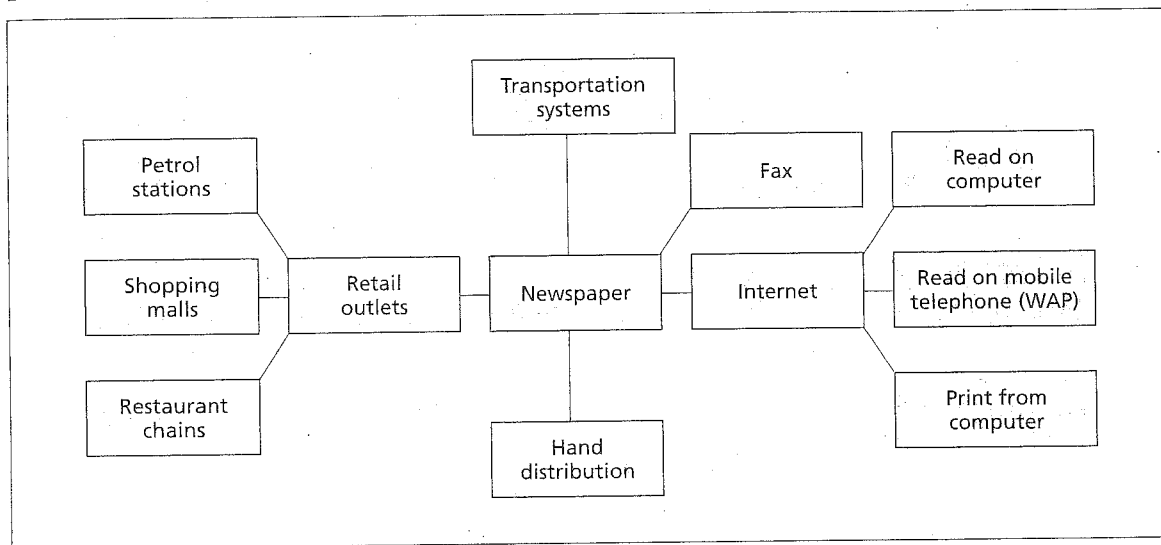 Transportation
systems
Petrol
stations
Fax
Read on
computer
Shopping
malls
Retail
outlets
Newspaper
Internet
Read on mobile
telephone (WAP)
Restaurant
chains
Hand
distribution
Print from
computer